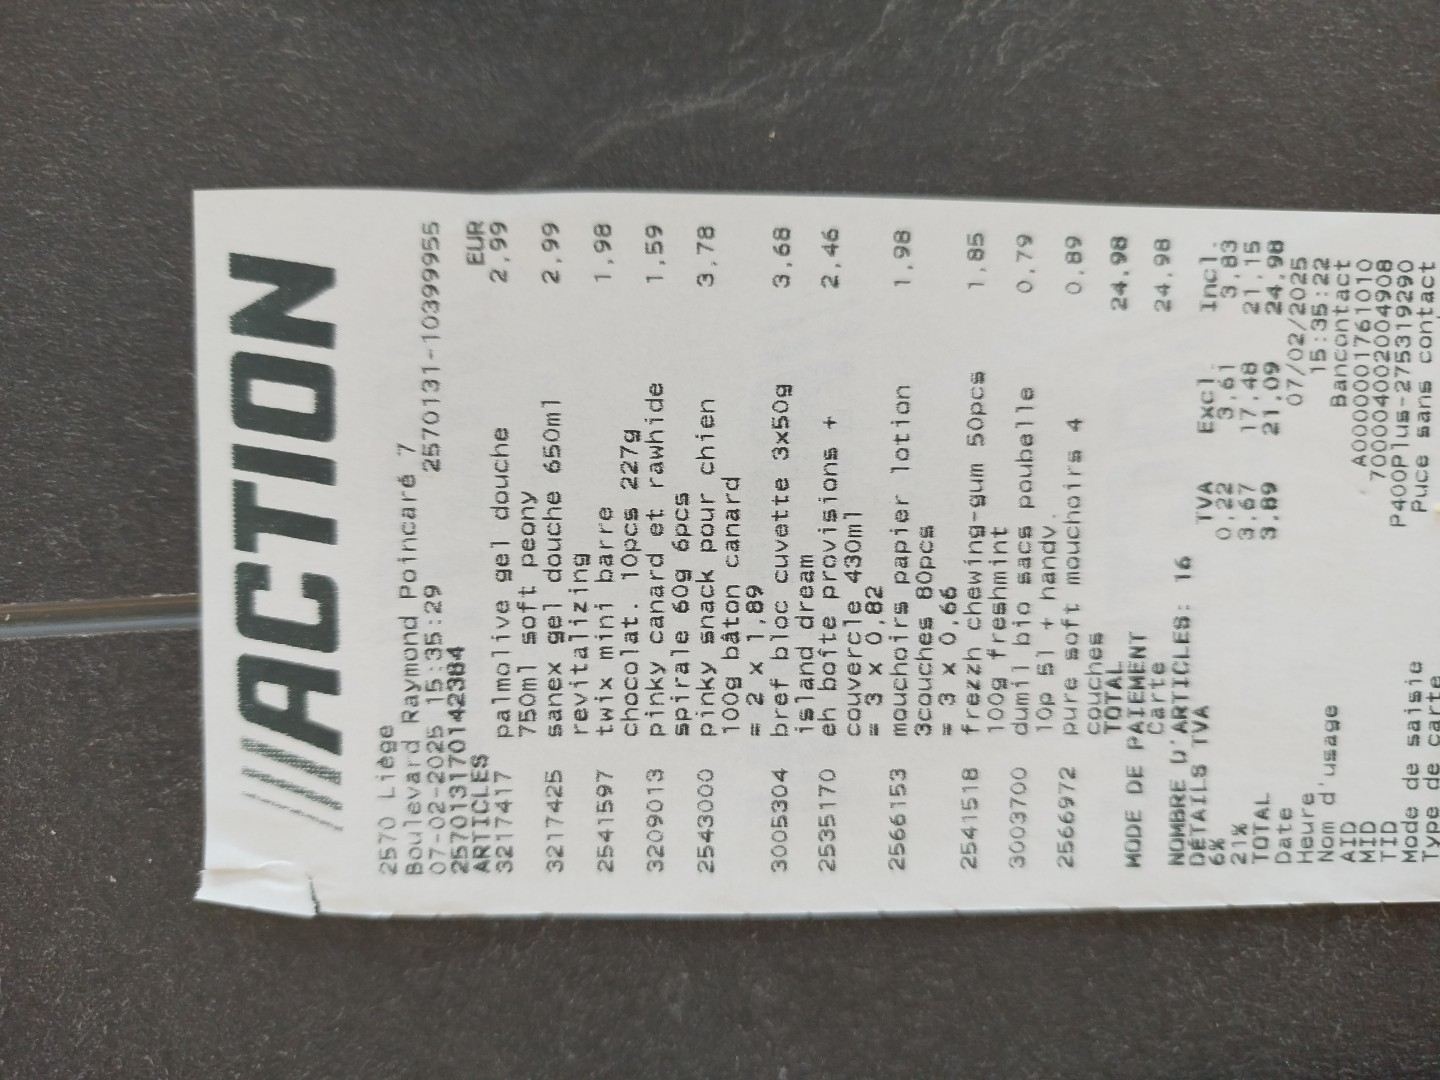 ///ACTION
2570 Liège
Boulevard Raymond Poincaré 7
07-02-2025 15:35:29 2570131-10399955
2570131701 42384
ARTICLES EUR
3217417 palmolive gel douche 2,99
750ml soft peony
3217425 sanex gel douche 650ml 2,99
revitalizing
2541597 twix mini barre 1,98
chocolat. 10pcs 227g
3209013 pinky canard et rawhide 1,59
spirale 60g 6pcs
2543000 pinky snack pour chien 3,78
100g bâton canard
= 2 x 1,89
3005304 bref bloc cuvette 3x50g 3,68
island dream
2535170 eh boîte provisions + 2,46
couvercle 430ml
= 3 x 0,82
2566153 mouchoirs papier lotion 1,98
3couches 80pcs
= 3 x 0,66
2541518 frezzh chewing-gum 50pcs 1,85
100g freshmint
3003700 dumil bio sacs poubelle 0,79
10p 5l + handv.
2566972 pure soft mouchoirs 4 0,89
couches
TOTAL 24,98
MODE DE PAIEMENT
Carte 24,98
NOMBRE D'ARTICLES: 16
DÉTAILS TVA TVA Excl. Incl.
6% 0,22 3,61 3,83
21% 3,67 17,48 21,15
TOTAL 3,89 21,09 24,98
Date 07/02/2025
Heure 15:35:22
Nom d'usage Bancontact
AID A0000001761010
MID 700004002004908
TID P400Plus-275319290
Mode de saisie Puce sans contact
Type de carte